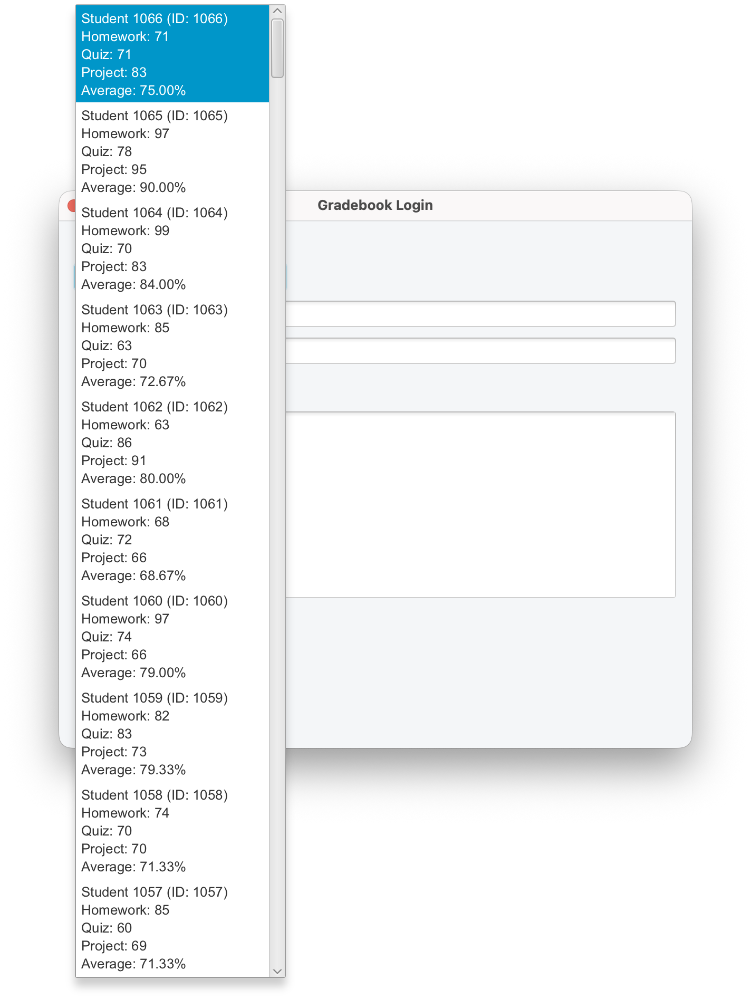 Student 1066 (ID: 1066)
Homework: 71
Quiz: 71
Project: 83
Average: 75.00%
Student 1065 (ID: 1065)
Homework: 97
Quiz: 78
Project: 95
Average: 90.00%
Gradebook Login
Student 1064 (ID: 1064)
Homework: 99
Quiz: 70
Project: 83
Average: 84.00%
Student 1063 (ID: 1063)
Homework: 85
Quiz: 63
Project: 70
Average: 72.67%
Student 1062 (ID: 1062)
Homework: 63
Quiz: 86
Project: 91
Average: 80.00%
Student 1061 (ID: 1061)
Homework: 68
Quiz: 72
Project: 66
Average: 68.67%
Student 1060 (ID: 1060)
Homework: 97
Quiz: 74
Project: 66
Average: 79.00%
Student 1059 (ID: 1059)
Homework: 82
Quiz: 83
Project: 73
Average: 79.33%
Student 1058 (ID: 1058)
Homework: 74
Quiz: 70
Project: 70
Average: 71.33%
Student 1057 (ID: 1057)
Homework: 85
Quiz: 60
Project: 69
Average: 71.33%